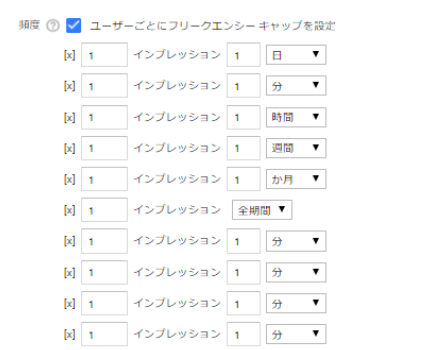 頻度 ? ユーザーごとにフリークエンシー キャップを設定
[x] 1 インプレッション 1 日 ▼
[x] 1 インプレッション 1 分 ▼
[x] 1 インプレッション 1 時間 ▼
[x] 1 インプレッション 1 週間 ▼
[x] 1 インプレッション 1 か月 ▼
[x] 1 インプレッション 全期間 ▼
[x] 1 インプレッション 1 分 ▼
[x] 1 インプレッション 1 分 ▼
[x] 1 インプレッション 1 分 ▼
[x] 1 インプレッション 1 分 ▼